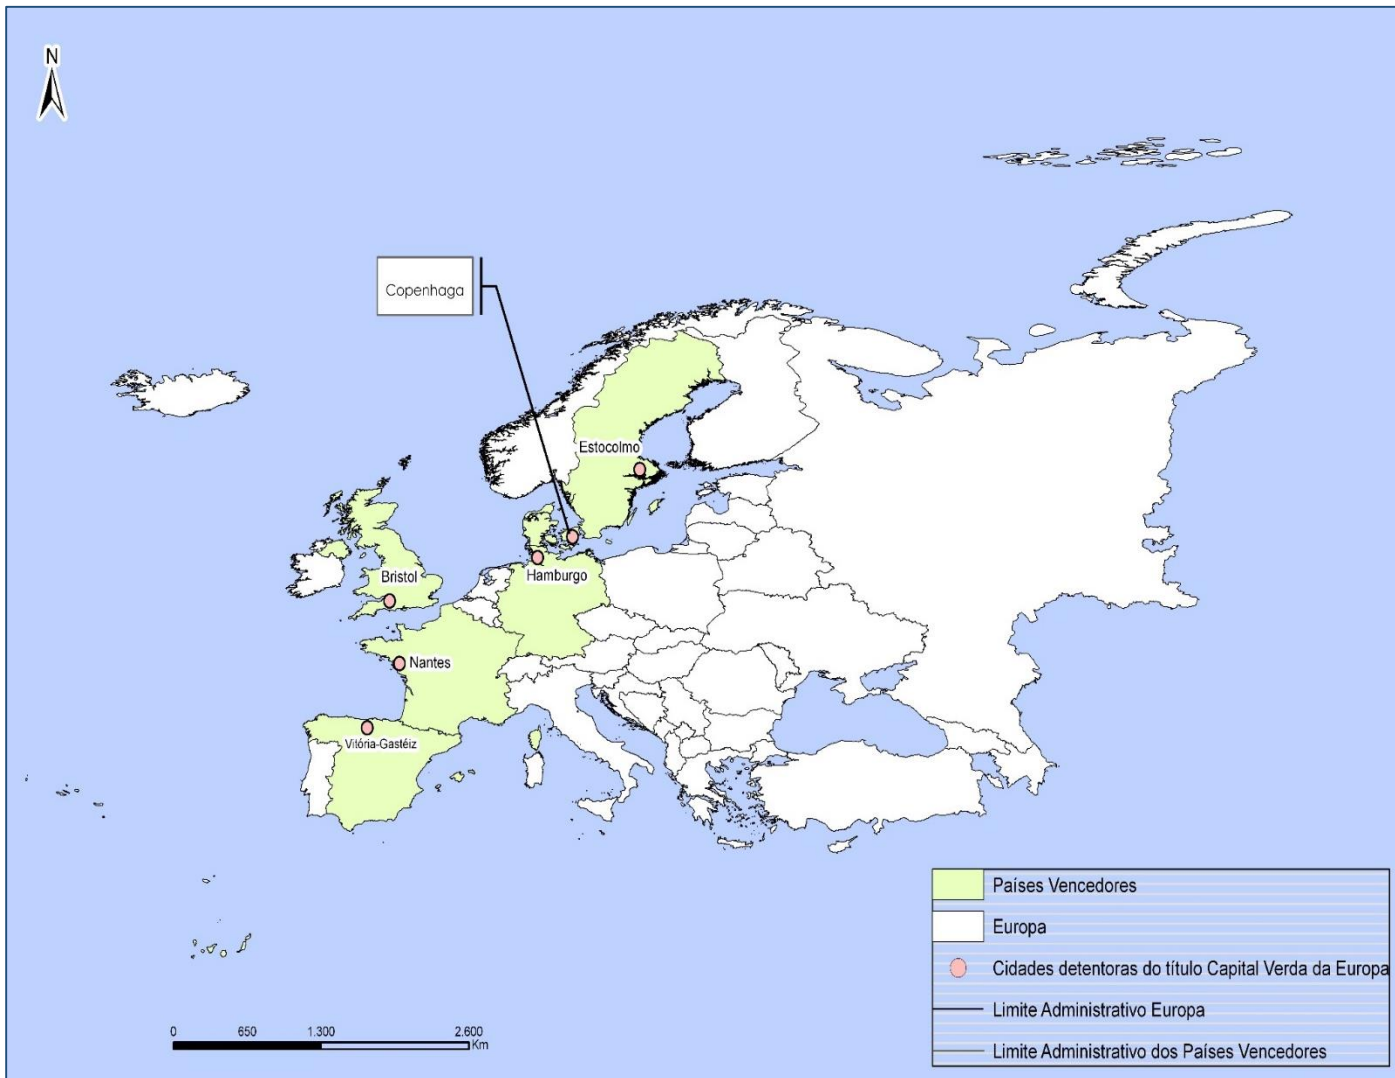 N
Copenhaga
Estocolmo
Bristol
Hamburgo
Nantes
Vitória-Gastéiz
Países Vencedores
Europa
Cidades detentoras do título Capital Verda da Europa
Limite Administrativo Europa
Limite Administrativo dos Países Vencedores
0 650 1.300 2.600
Km